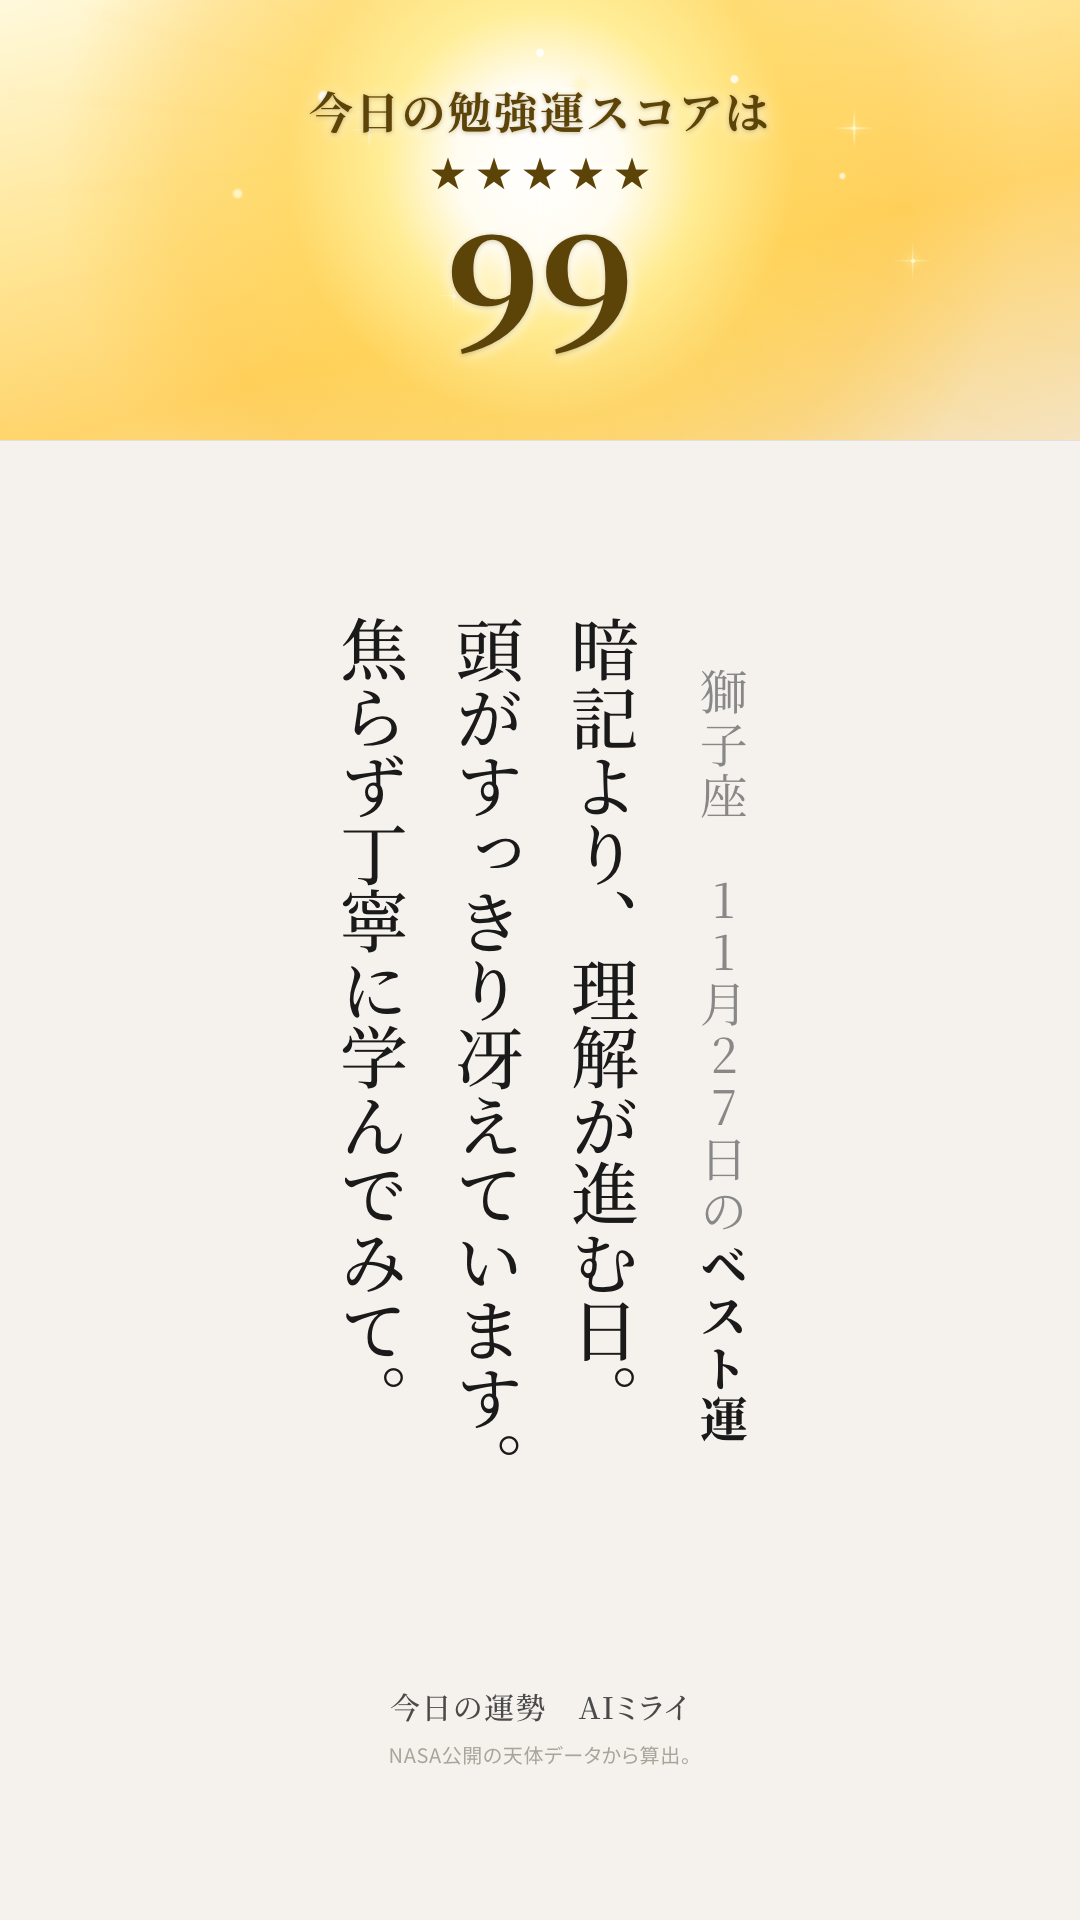 今日の勉強運スコアは
★★★★★
99
獅子座　11月27日のベスト運
暗記より、理解が進む日。
頭がすっきり冴えています。
焦らず丁寧に学んでみて。
今日の運勢　AIミライ
NASA公開の天体データから算出。